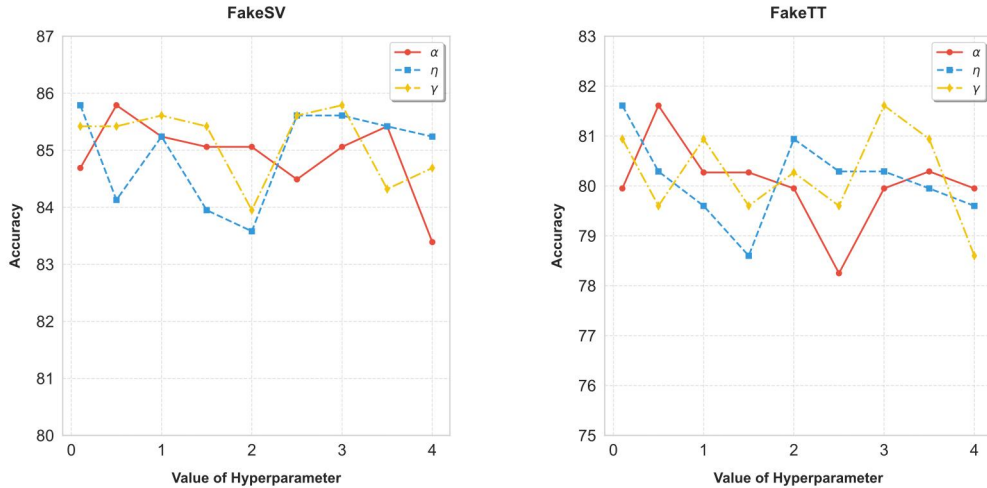 FakeSV
87
86
85
84
83
82
81
80
0
1
2
3
4
Accuracy
Value of Hyperparameter
α
η
γ
FakeTT
83
82
81
80
79
78
77
76
75
0
1
2
3
4
Accuracy
Value of Hyperparameter
α
η
γ